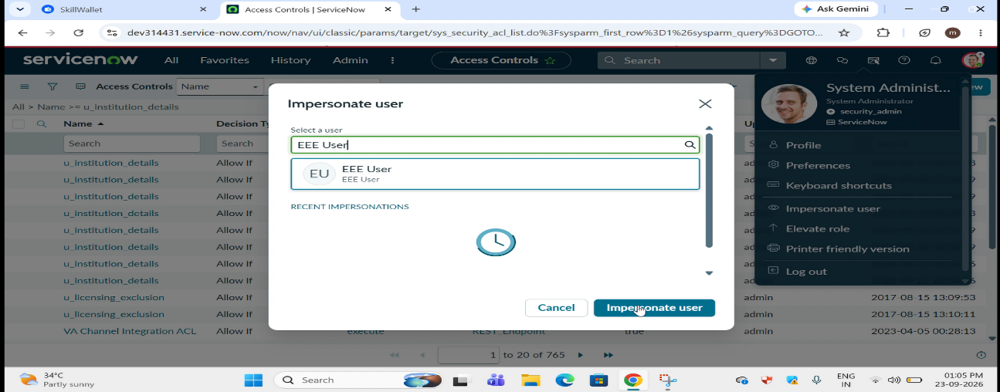 SkillWallet
Access Controls | ServiceNow
Ask Gemini
dev314431.service-now.com/now/nav/ui/classic/params/target/sys_security_acl_list.do%3Fsysparm_first_row%3D1%26sysparm_query%3DGOTO...
m
servicenow All Favorites History Admin Access Controls Search
Access Controls Name
All > Name >= u_institution_details
Name Decision Ty
Search Search
u_institution_details Allow If
u_institution_details Allow If
u_institution_details Allow If
u_institution_details Allow If
u_institution_details Allow If
u_institution_details Allow If
u_institution_details Allow If
u_institution_details Allow If
u_licensing_exclusion Allow If admin 2017-08-15 13:09:53
u_licensing_exclusion Allow If admin 2017-08-15 13:10:11
VA Channel Integration ACL Allow If execute REST_Endpoint true admin 2023-04-05 00:28:13
1 to 20 of 765
Impersonate user
Select a user
EEE User
EU EEE User
EEE User
RECENT IMPERSONATIONS
Cancel Impersonate user
System Administ...
System Administrator
security_admin
ServiceNow
Profile
Preferences
Keyboard shortcuts
Impersonate user
Elevate role
Printer friendly version
Log out
34°C
Partly sunny
Search
ENG
IN
01:05 PM
23-09-2026